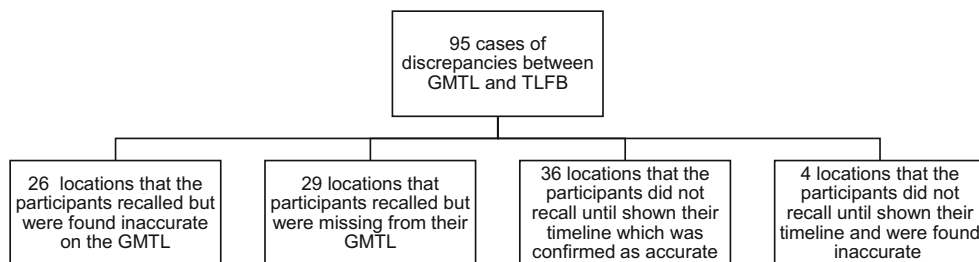 95 cases of
discrepancies between
GMTL and TLFB
26 locations that the
participants recalled but
were found inaccurate
on the GMTL
29 locations that
participants recalled but
were missing from their
GMTL
36 locations that the
participants did not
recall until shown their
timeline which was
confirmed as accurate
4 locations that the
participants did not
recall until shown their
timeline and were found
inaccurate